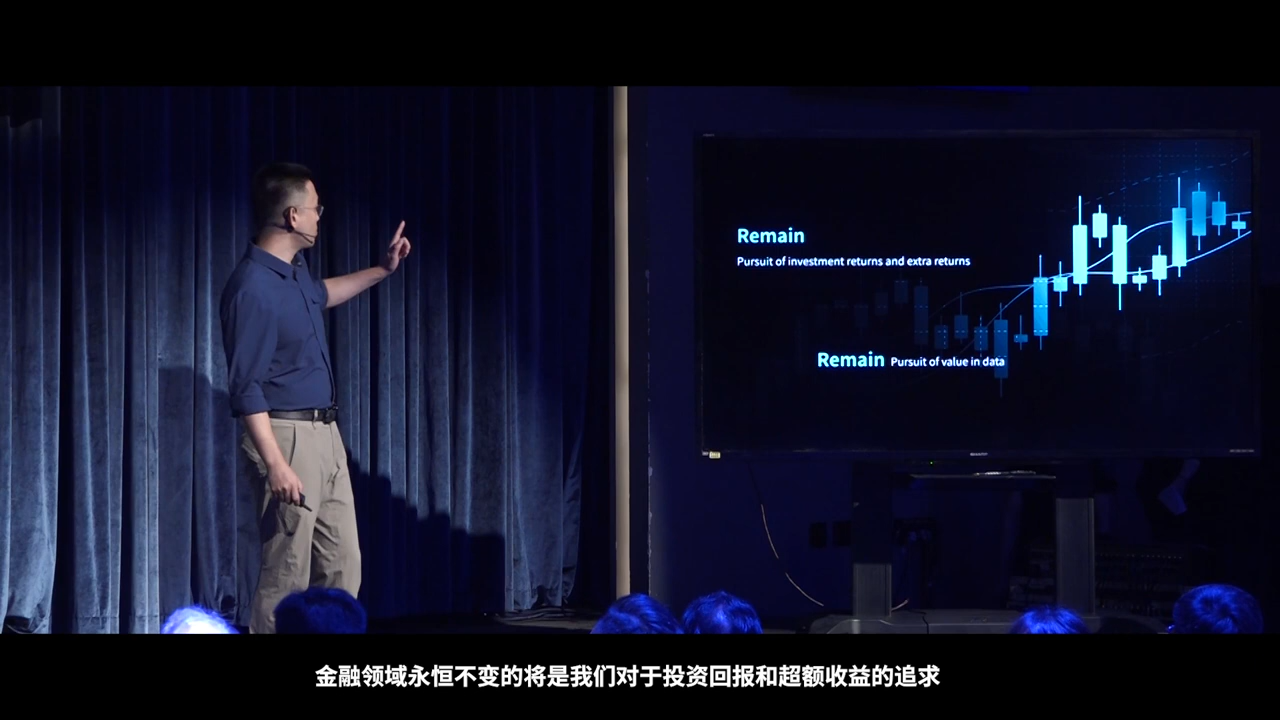 Remain
Pursuit of investment returns and extra returns
Remain Pursuit of value in data
金融领域永恒不变的将是我们对于投资回报和超额收益的追求